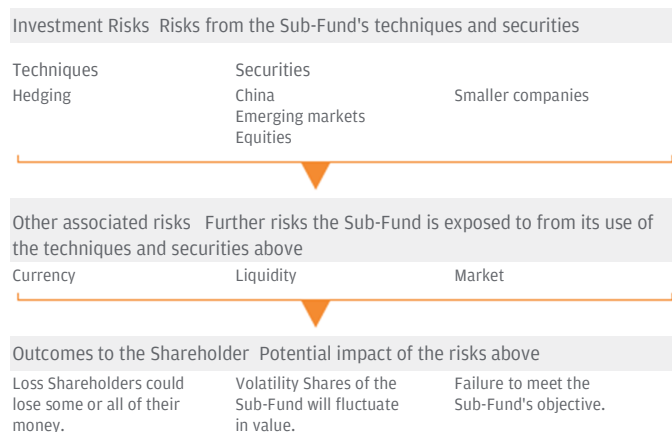 Investment Risks Risks from the Sub-Fund's techniques and securities
Techniques
Hedging
Securities
China
Emerging markets
Equities
Smaller companies
Other associated risks Further risks the Sub-Fund is exposed to from its use of
the techniques and securities above
Currency
Liquidity
Market
Outcomes to the Shareholder Potential impact of the risks above
Loss Shareholders could
lose some or all of their
money.
Volatility Shares of the
Sub-Fund will fluctuate
in value.
Failure to meet the
Sub-Fund's objective.